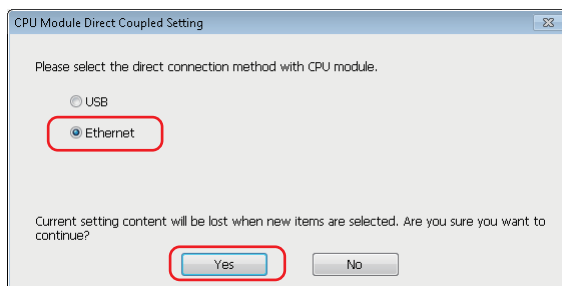 CPU Module Direct Coupled Setting
Please select the direct connection method with CPU module.
USB
Ethernet
Current setting content will be lost when new items are selected. Are you sure you want to
continue?
Yes No